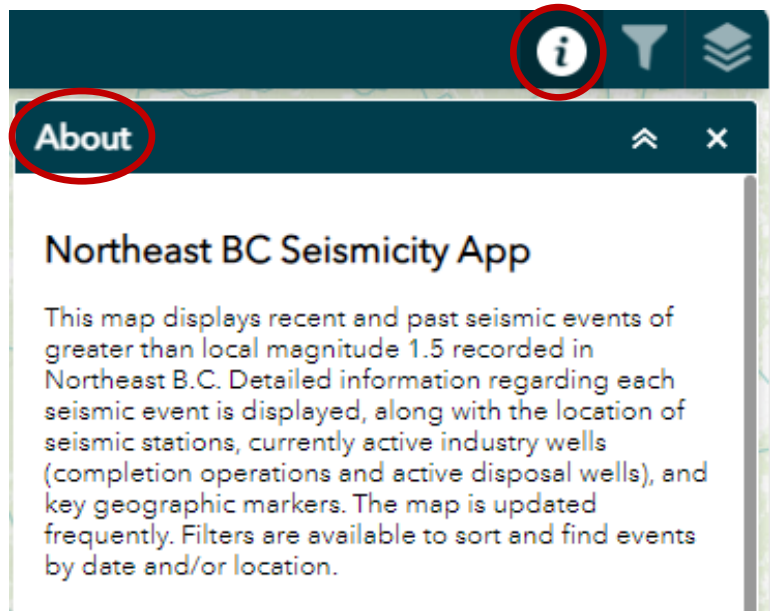 i
About
Northeast BC Seismicity App
This map displays recent and past seismic events of
greater than local magnitude 1.5 recorded in
Northeast B.C. Detailed information regarding each
seismic event is displayed, along with the location of
seismic stations, currently active industry wells
(completion operations and active disposal wells), and
key geographic markers. The map is updated
frequently. Filters are available to sort and find events
by date and/or location.